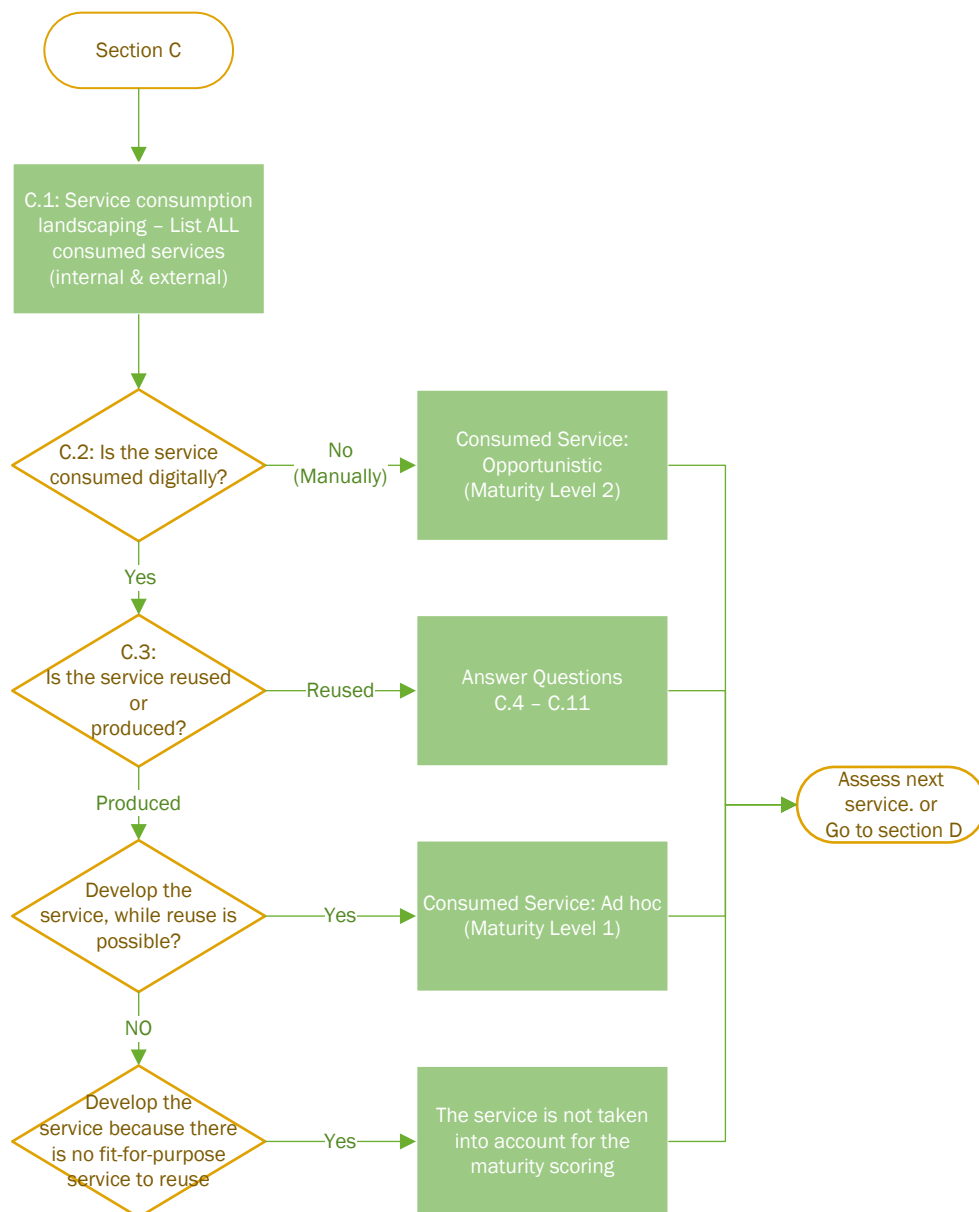 Section C
C.1: Service consumption
landscaping – List ALL
consumed services
(internal & external)
C.2: Is the service
consumed digitally?
No
(Manually)
Consumed Service:
Opportunistic
(Maturity Level 2)
Yes
C.3:
Is the service reused
or
produced?
Reused
Answer Questions
C.4 – C.11
Produced
Assess next
service. or
Go to section D
Develop the
service, while reuse is
possible?
Yes
Consumed Service: Ad hoc
(Maturity Level 1)
NO
Develop the
service because there
is no fit-for-purpose
service to reuse
Yes
The service is not taken
into account for the
maturity scoring